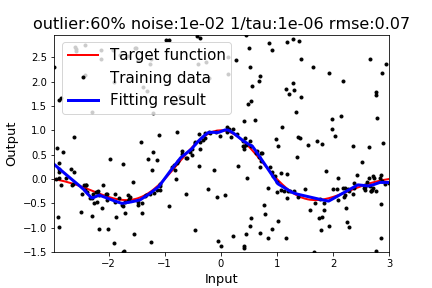 outlier:60% noise:1e-02 1/tau:1e-06 rmse:0.07
Target function
Training data
Fitting result
2.5
2.0
1.5
1.0
0.5
0.0
−0.5
−1.0
−1.5
Output
−2 −1 0 1 2 3
Input